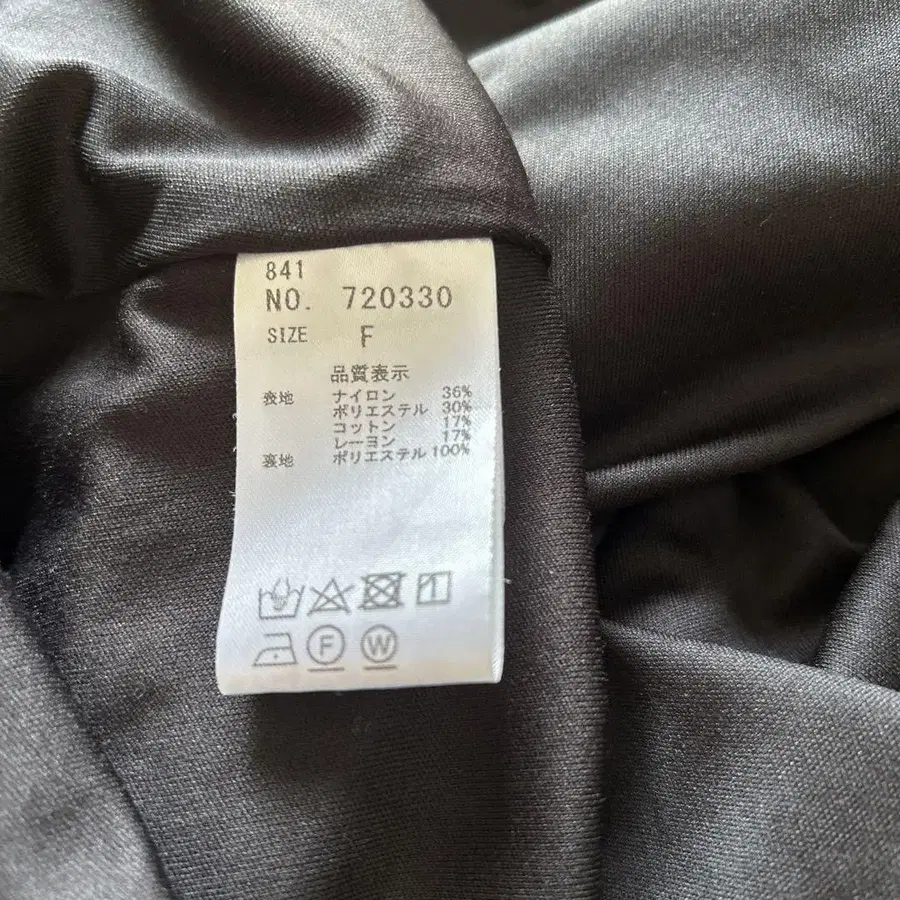 841
NO. 720330
SIZE F
品質表示
表地 ナイロン 36%
ポリエステル 30%
コットン 17%
レーヨン 17%
裏地 ポリエステル 100%
F W